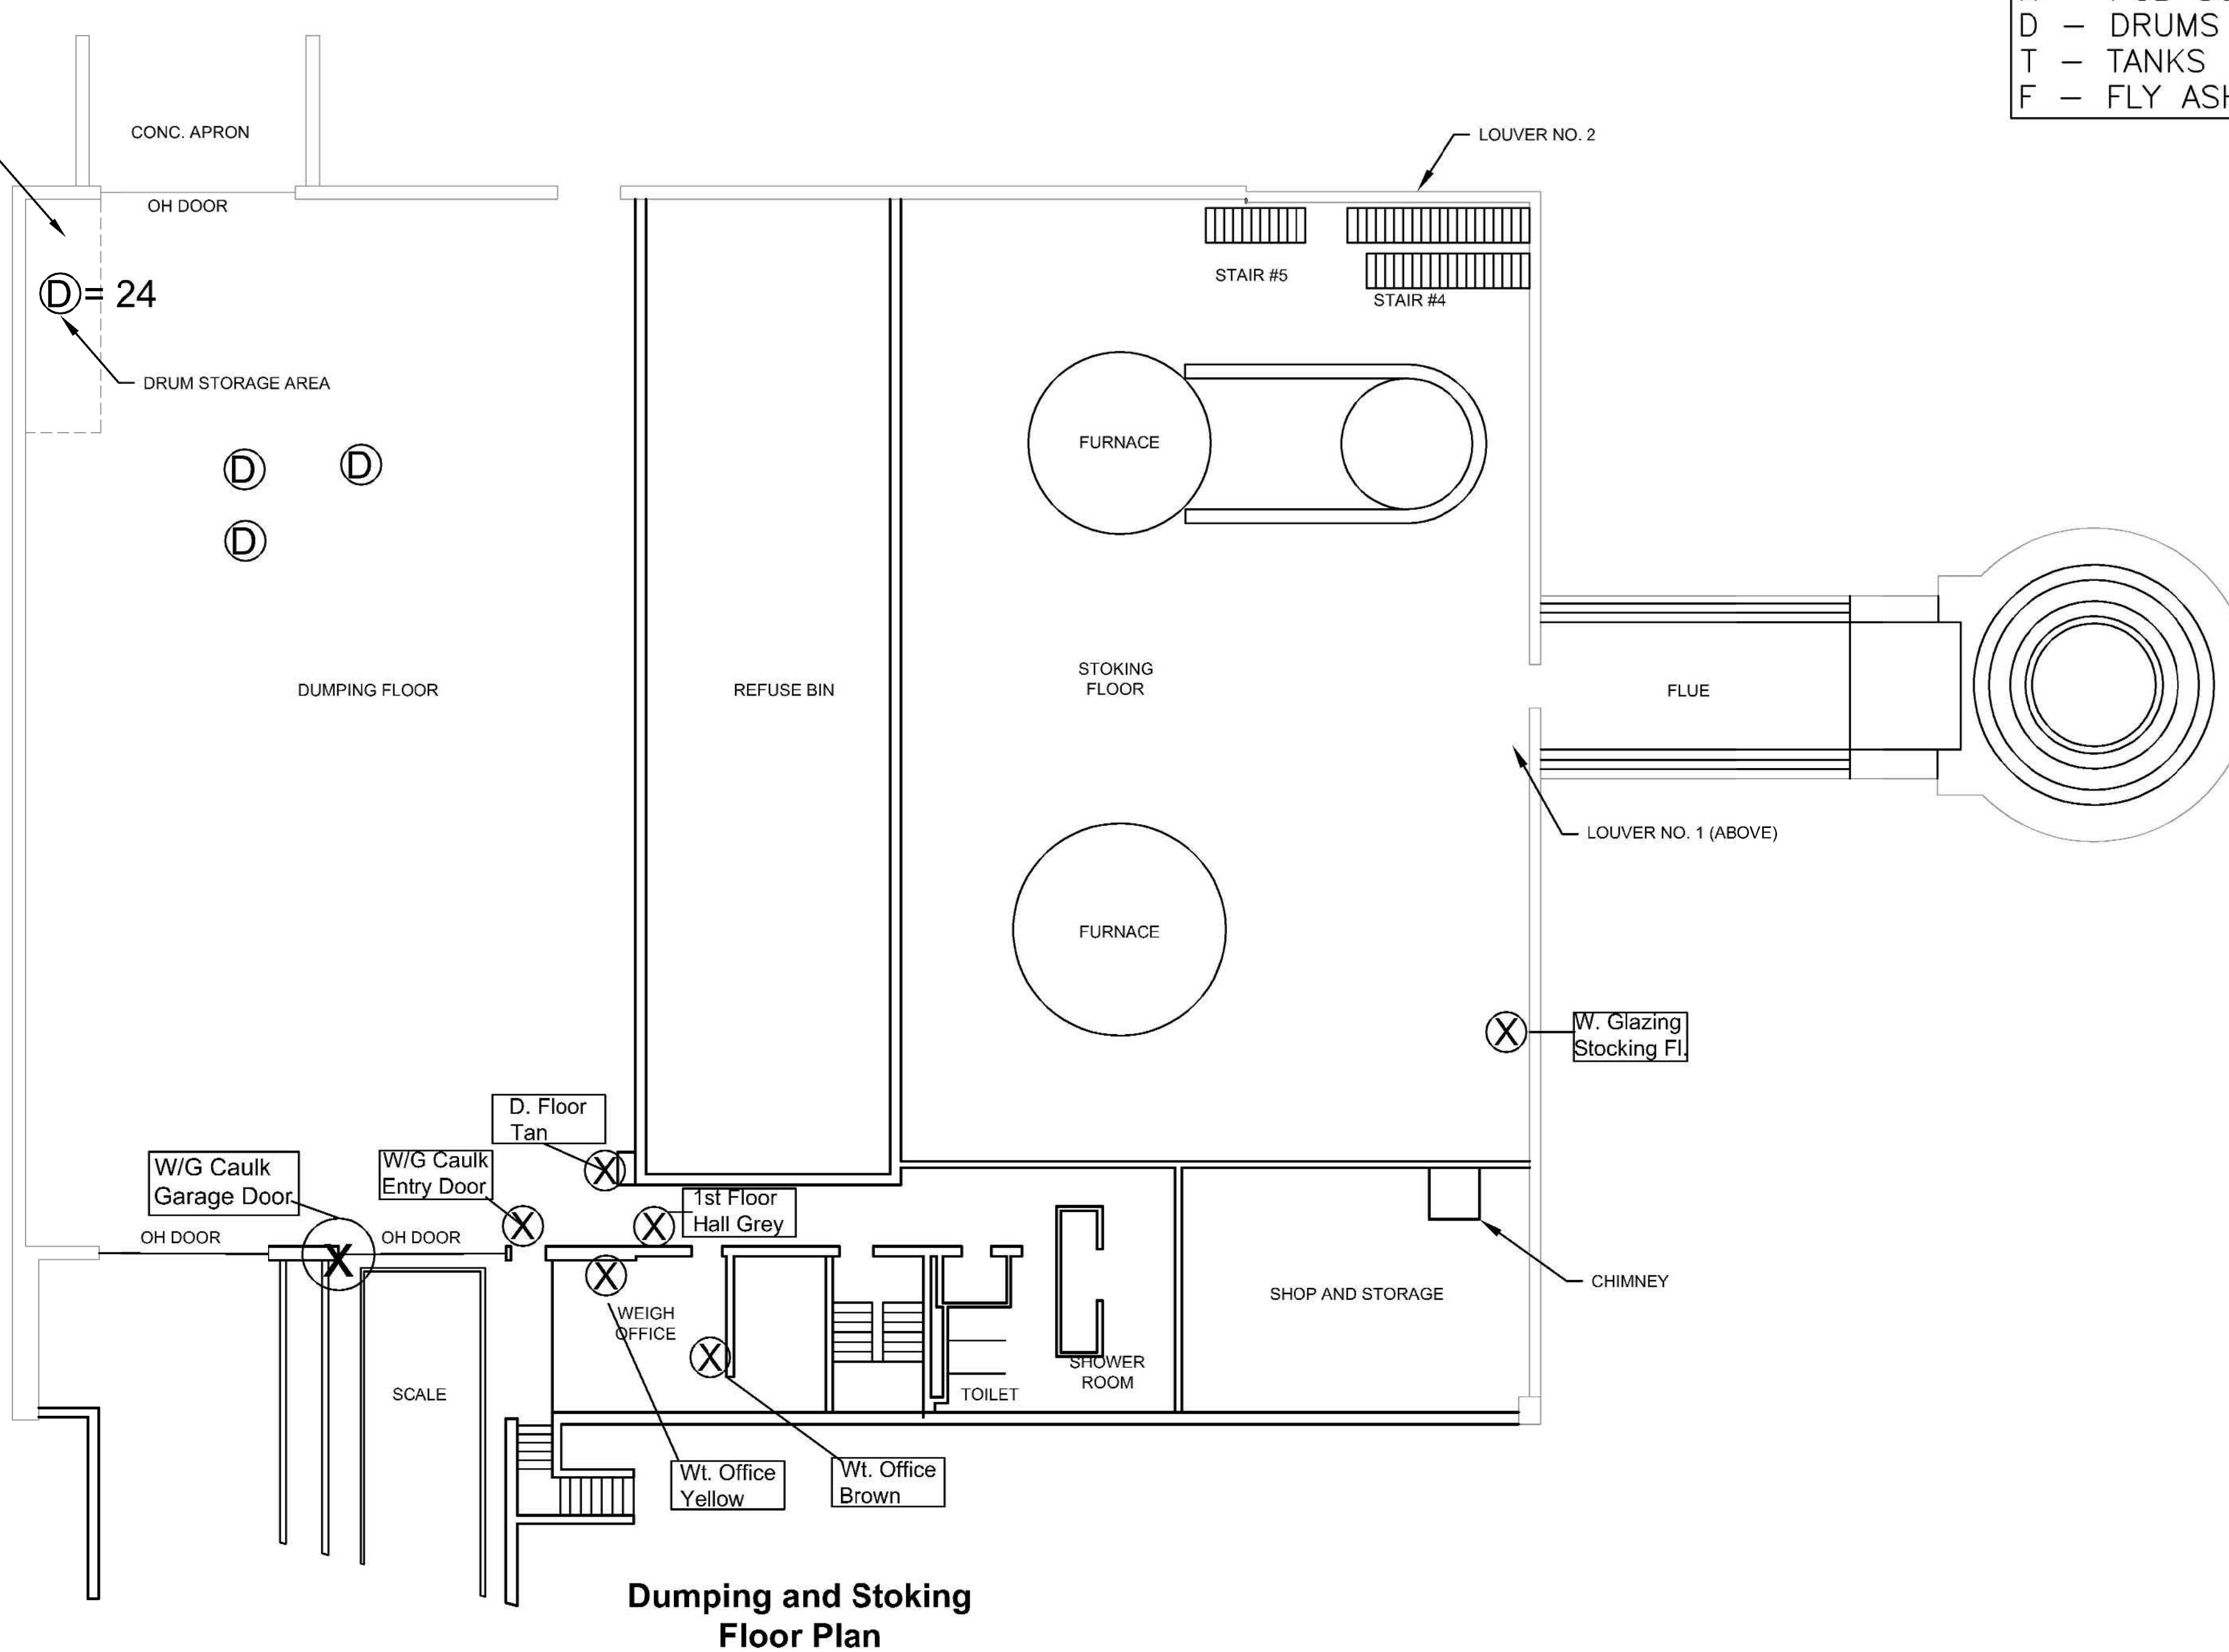 D – DRUMS
T – TANKS
F – FLY ASH
CONC. APRON
LOUVER NO. 2
OH DOOR
STAIR #5
D = 24
STAIR #4
DRUM STORAGE AREA
FURNACE
D
D
D
STOKING
FLOOR
DUMPING FLOOR
REFUSE BIN
FLUE
LOUVER NO. 1 (ABOVE)
FURNACE
X
W. Glazing
Stocking Fl.
D. Floor
Tan
X
W/G Caulk
Garage Door
W/G Caulk
Entry Door
1st Floor
Hall Grey
X
X
OH DOOR
OH DOOR
X
X
CHIMNEY
SHOP AND STORAGE
WEIGH
OFFICE
X
SHOWER
ROOM
SCALE
TOILET
Wt. Office
Yellow
Wt. Office
Brown
Dumping and Stoking
Floor Plan